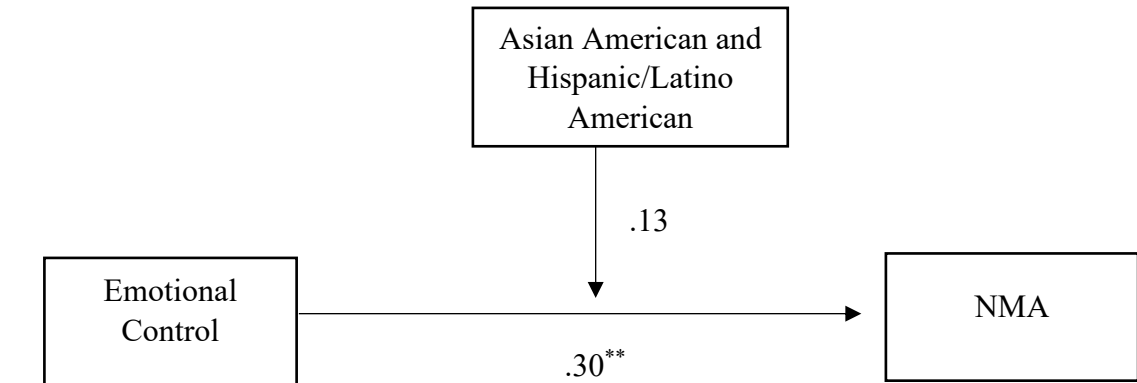 Asian American and
Hispanic/Latino
American
.13
Emotional
Control
NMA
.30**